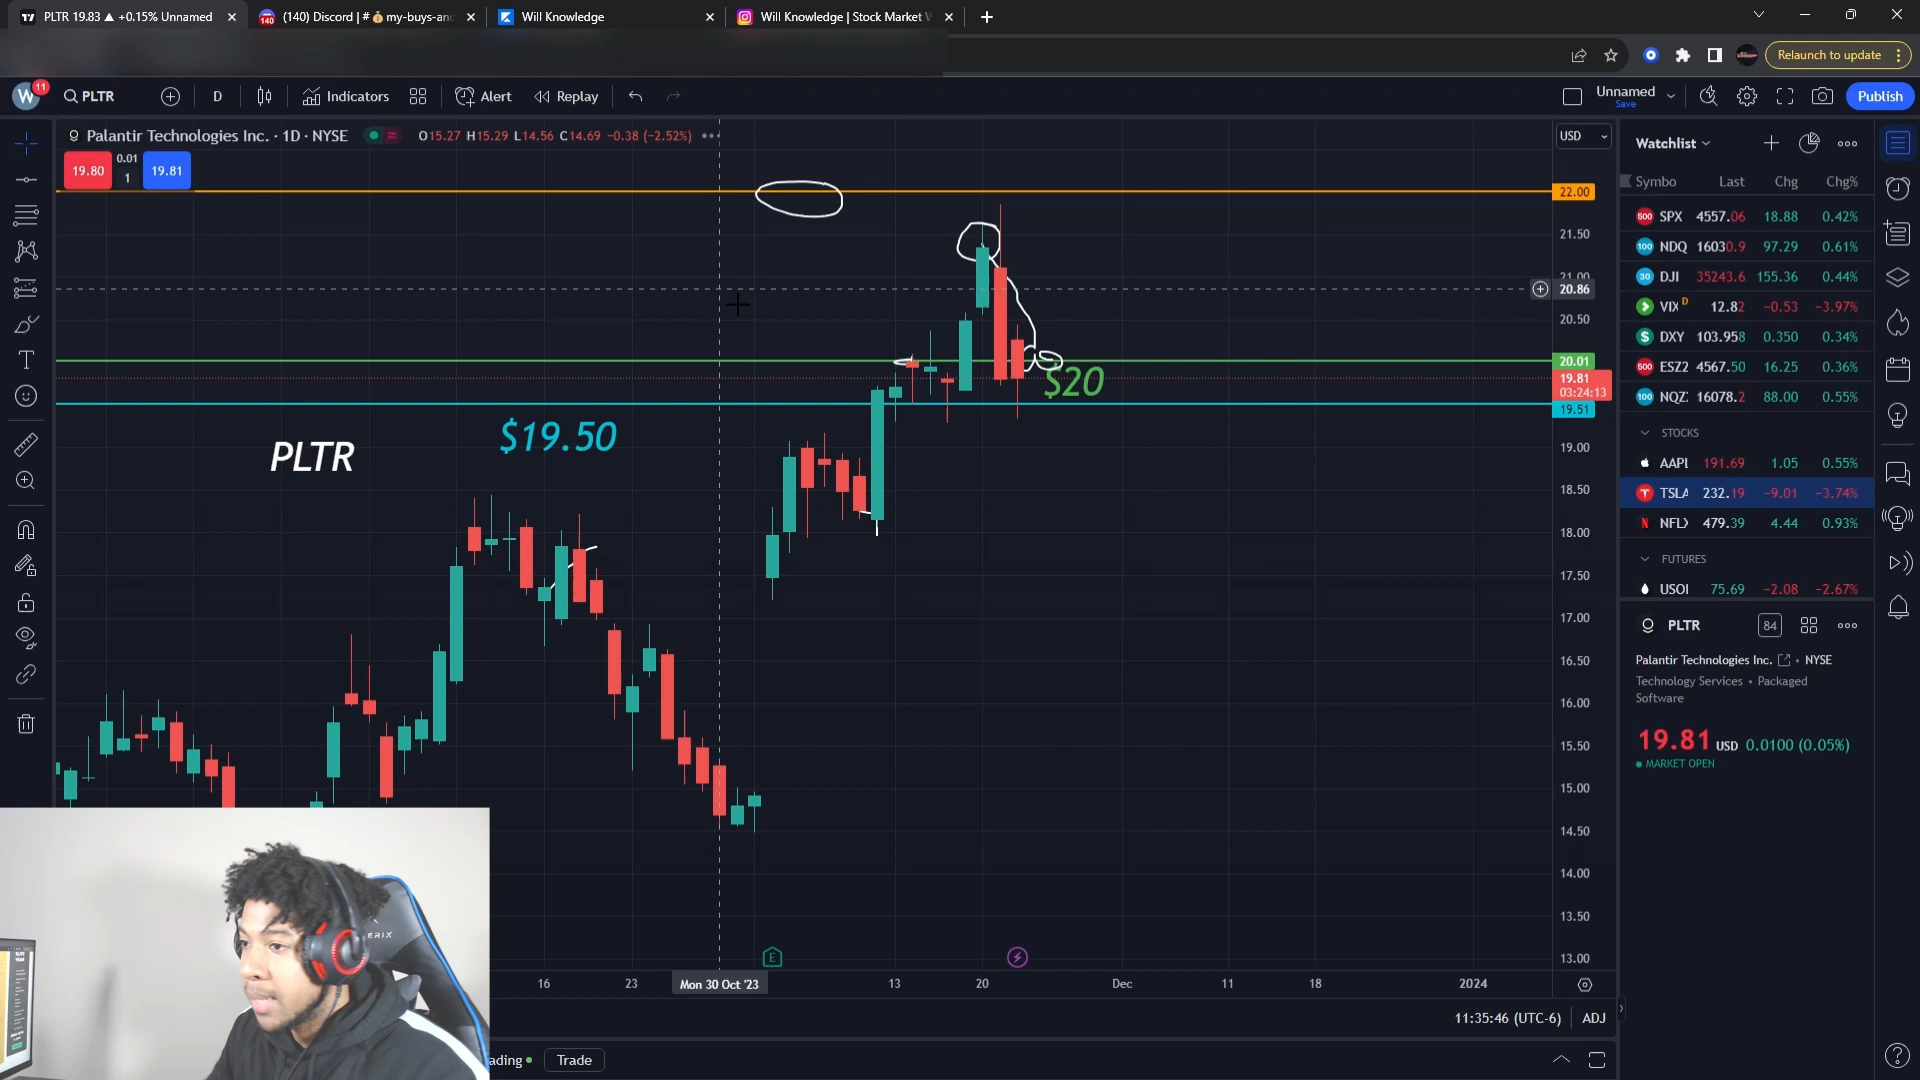 PLTR 19.83 ▲ +0.15% Unnamed
140
(140) Discord | # 💰my-buys-anc
Will Knowledge
Will Knowledge | Stock Market W
Relaunch to update
W
11
PLTR
D
Indicators
Alert
Replay
Unnamed
Save
Publish
Palantir Technologies Inc. · 1D · NYSE
O15.27 H15.29 L14.56 C14.69 −0.38 (−2.52%)
USD
19.80
0.01
1
19.81
22.00
21.50
21.00
20.86
20.50
20.01
19.81
03:24:13
19.51
19.00
18.50
18.00
17.50
17.00
16.50
16.00
15.50
15.00
14.50
14.00
13.50
13.00
$20
$19.50
PLTR
E
16
23
Mon 30 Oct '23
13
20
Dec
11
18
2024
11:35:46 (UTC-6)
ADJ
ading
Trade
ERIX
Watchlist
Symbo Last Chg Chg%
500 SPX 4557.06 18.88 0.42%
100 NDQ 16030.9 97.29 0.61%
30 DJI 35243.6 155.36 0.44%
VIX D 12.82 −0.53 −3.97%
$ DXY 103.958 0.350 0.34%
500 ESZ2 4567.50 16.25 0.36%
100 NQZ 16078.2 88.00 0.55%
STOCKS
AAPL 191.69 1.05 0.55%
TSLA 232.19 −9.01 −3.74%
N NFLX 479.39 4.44 0.93%
FUTURES
USOI 75.69 −2.08 −2.67%
PLTR
84
Palantir Technologies Inc. · NYSE
Technology Services · Packaged
Software
19.81 USD 0.0100 (0.05%)
MARKET OPEN